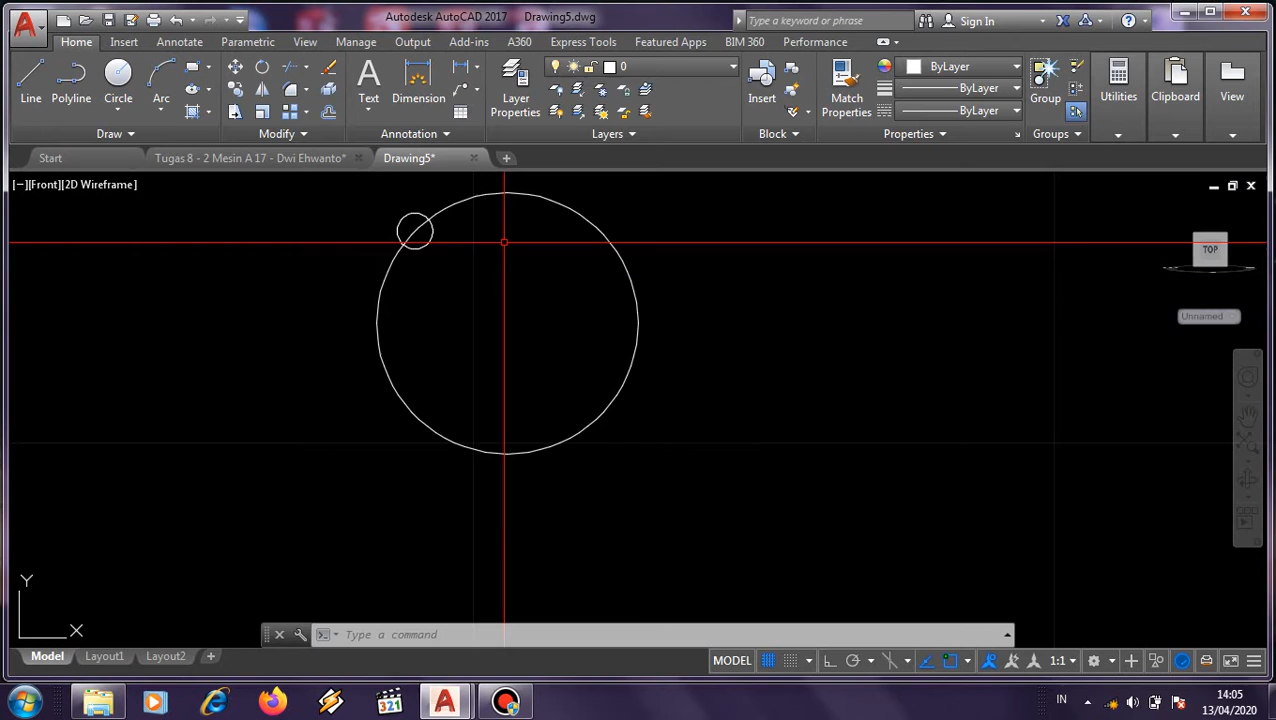 Autodesk AutoCAD 2017 Drawing5.dwg
Type a keyword or phrase
Sign In
Home Insert Annotate Parametric View Manage Output Add-ins A360 Express Tools Featured Apps BIM 360 Performance
Line Polyline Circle Arc
Text Dimension
Layer Properties
0
Insert
Match Properties
ByLayer
ByLayer
ByLayer
Group
Utilities
Clipboard
View
Draw Modify Annotation Layers Block Properties Groups
Start Tugas 8 - 2 Mesin A 17 - Dwi Ehwanto* Drawing5*
[−][Front][2D Wireframe]
TOP
Unnamed
Y
X
Type a command
Model Layout1 Layout2
MODEL 1:1
321
IN
14:05
13/04/2020